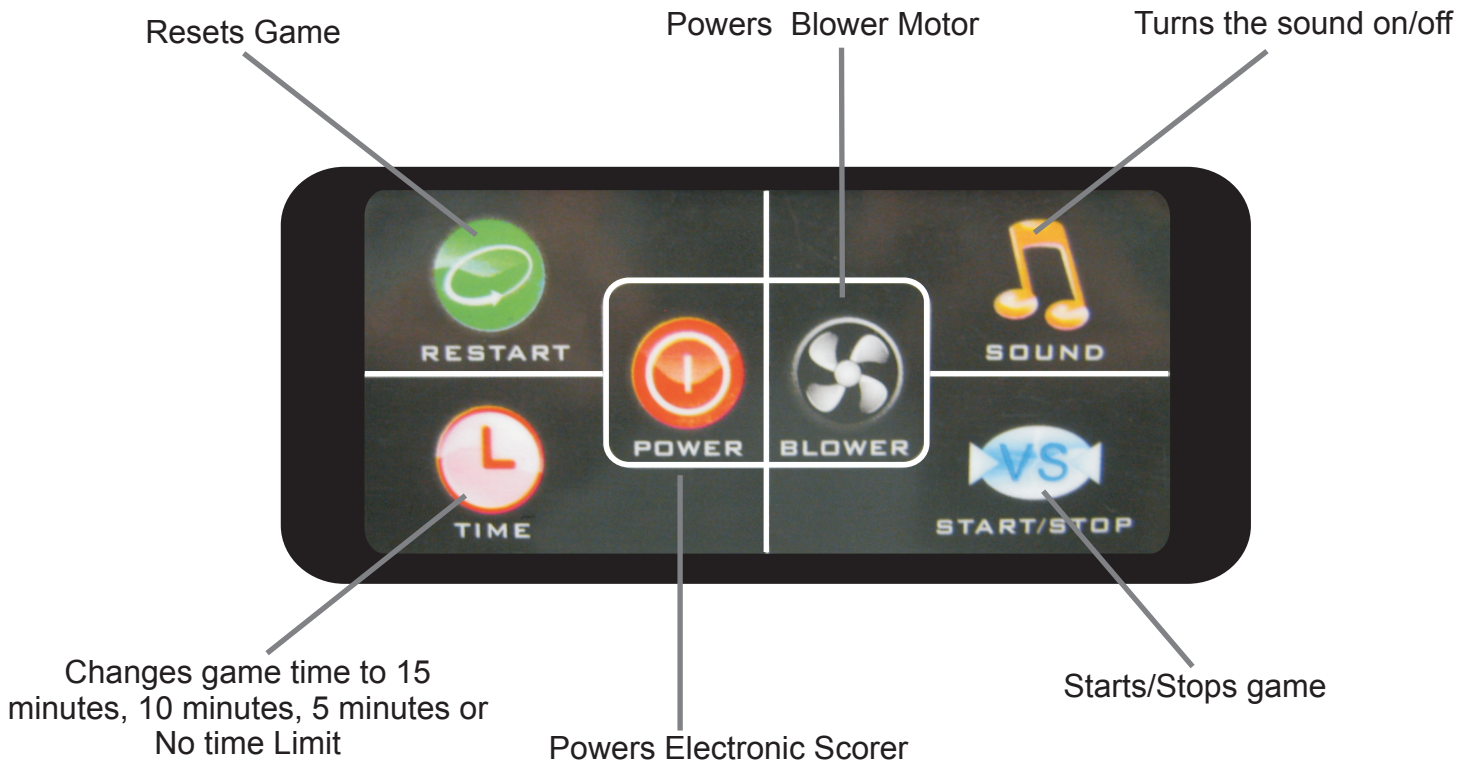 Resets Game
Powers Blower Motor
Turns the sound on/off
RESTART
POWER
BLOWER
SOUND
TIME
VS
START/STOP
Changes game time to 15
minutes, 10 minutes, 5 minutes or
No time Limit
Powers Electronic Scorer
Starts/Stops game